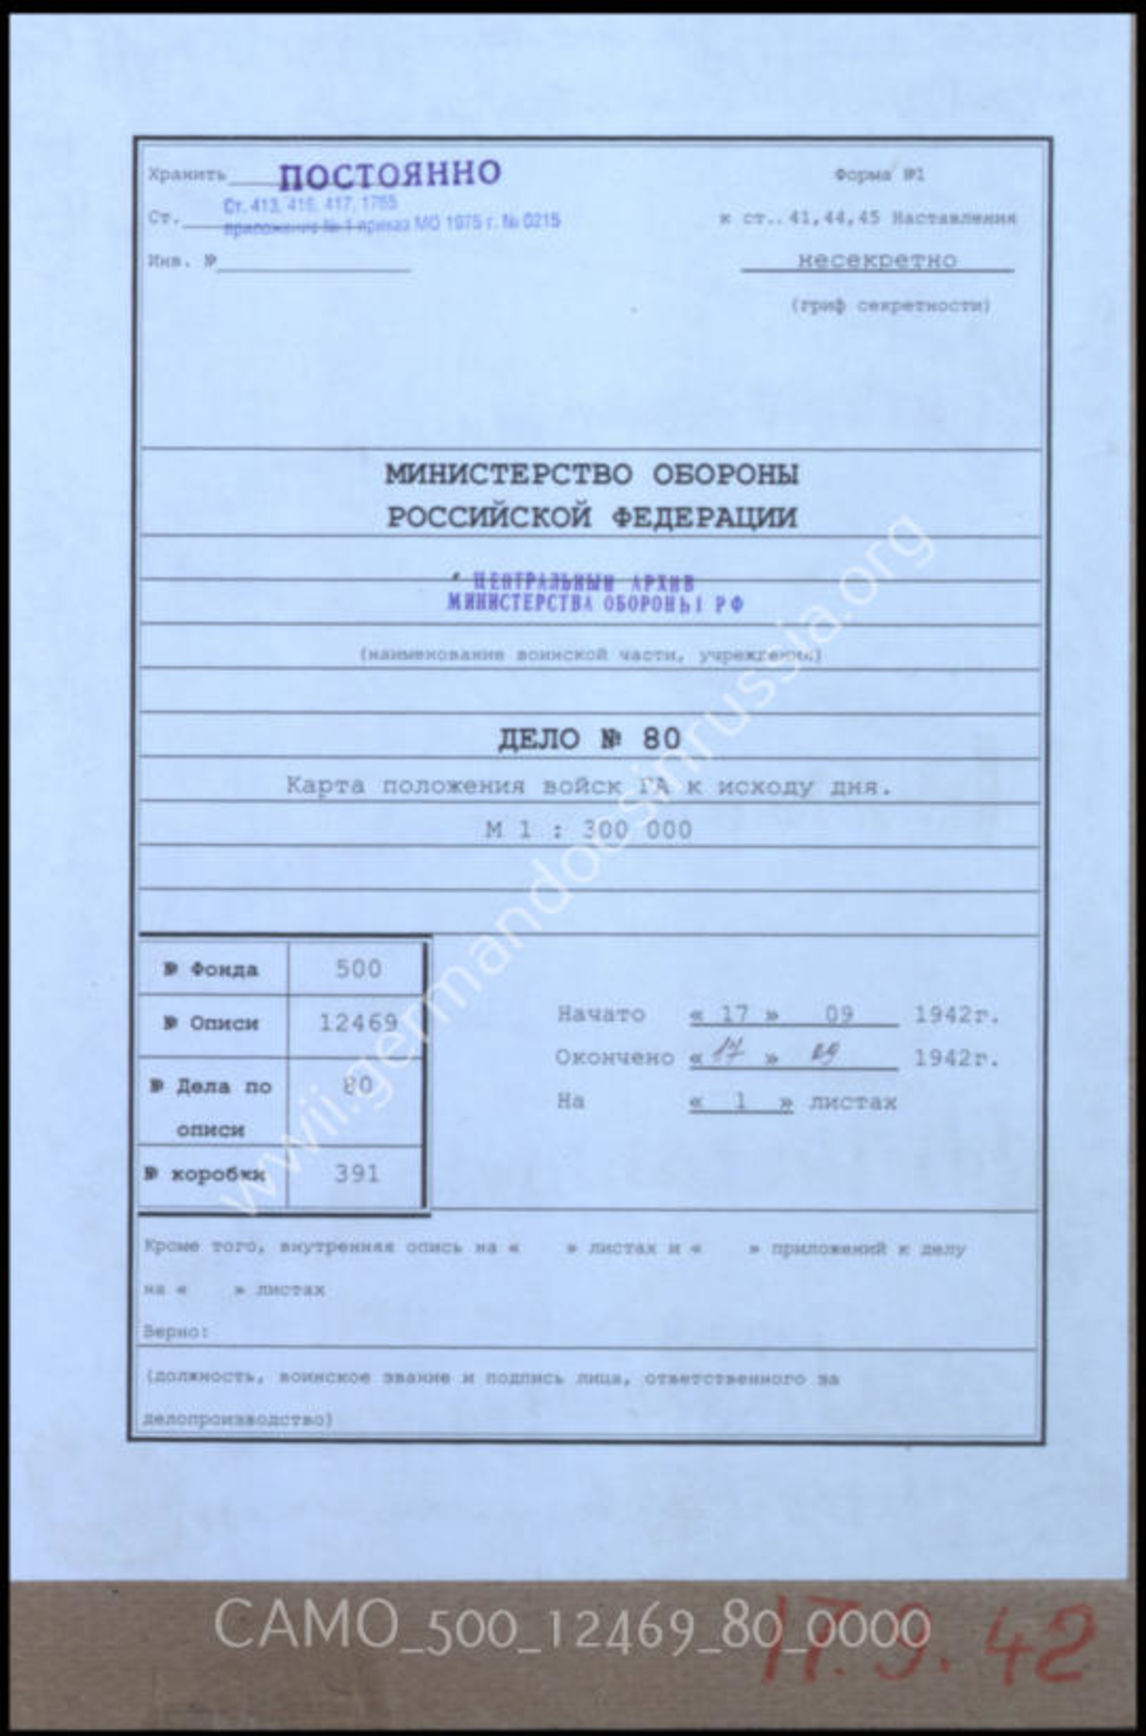 Хранить ПОСТОЯННО
Форма №1
Ст. Ст. 413, 416, 417, 1765
приложение № 1 приказ МО 1975 г. № 0215
к ст.. 41,44,45 Наставления
Инв. №
несекретно
(гриф секретности)
МИНИСТЕРСТВО ОБОРОНЫ
РОССИЙСКОЙ ФЕДЕРАЦИИ
ЦЕНТРАЛЬНЫЙ АРХИВ
МИНИСТЕРСТВА ОБОРОНЫ РФ
(наименование воинской части, учреждения)
ДЕЛО № 80
Карта положения войск ГА к исходу дня.
М 1 : 300 000
№ Фонда 500
№ Описи 12469
№ Дела по описи 80
№ коробки 391
Начато « 17 » 09 1942г.
Окончено « 17 » 09 1942г.
На « 1 » листах
Кроме того, внутренняя опись на « » листах и « » приложений к делу
на « » листах
Верно:
(должность, воинское звание и подпись лица, ответственного за
делопроизводство)
www.wwii.germandocsinrussia.org
CAMO_500_12469_80_0000
17.9.42